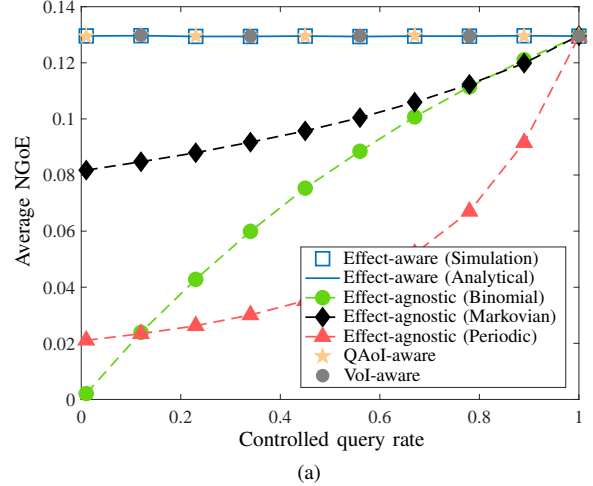 0.14
0.12
0.1
0.08
0.06
0.04
0.02
0
Average NGoE
Effect-aware (Simulation)
Effect-aware (Analytical)
Effect-agnostic (Binomial)
Effect-agnostic (Markovian)
Effect-agnostic (Periodic)
QAoI-aware
VoI-aware
0 0.2 0.4 0.6 0.8 1
Controlled query rate
(a)